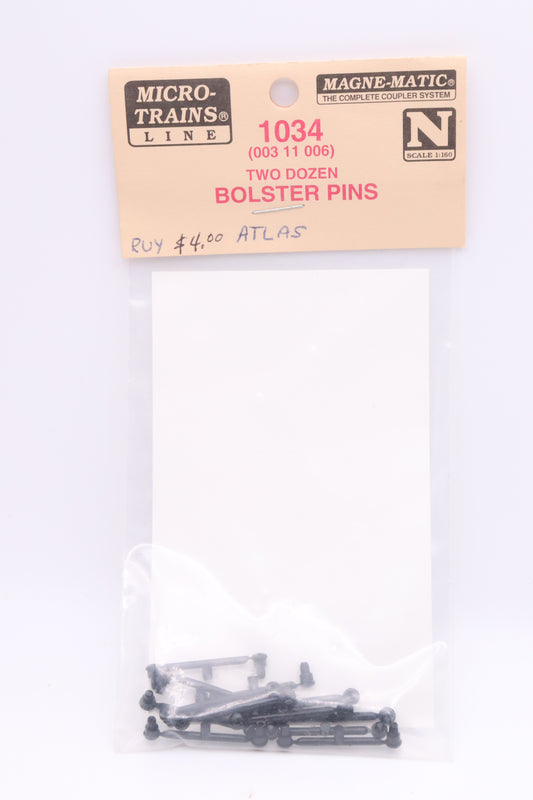 MICRO-
TRAINS®
LINE
MAGNE-MATIC®
THE COMPLETE COUPLER SYSTEM
1034
(003 11 006)
N
SCALE 1:160
TWO DOZEN
BOLSTER PINS
RUY $4.00 ATLAS